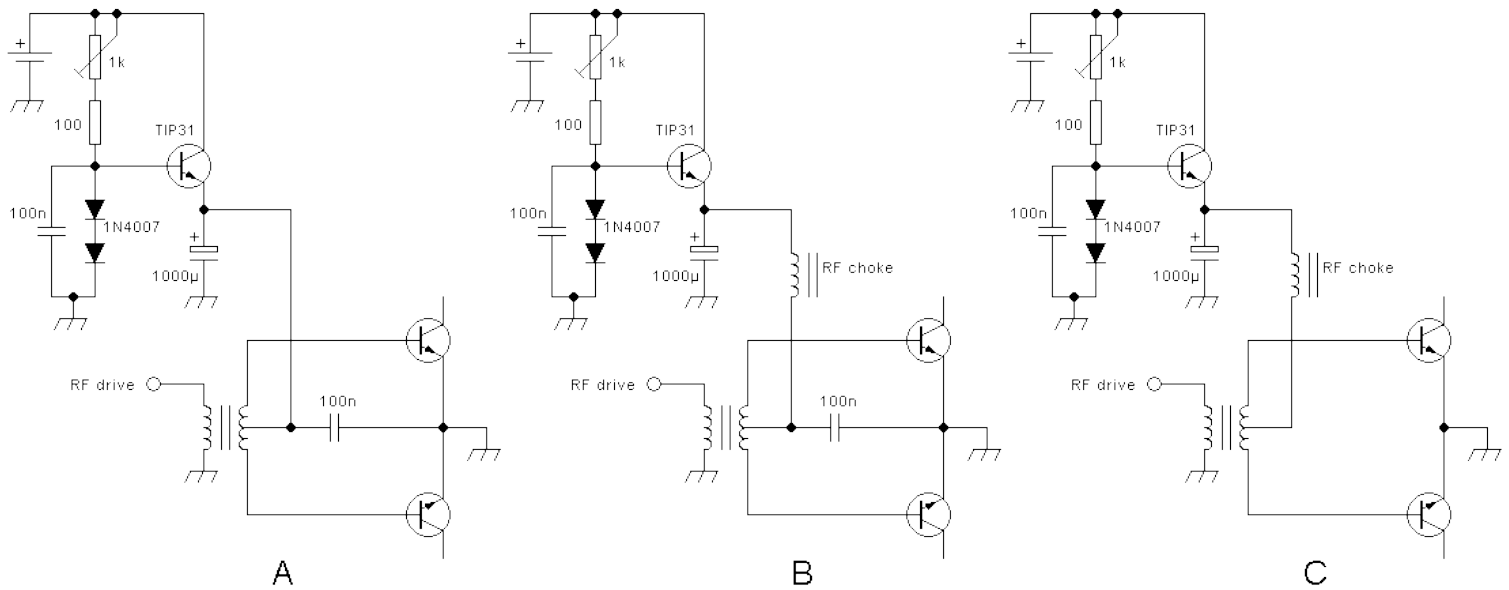 +
1k
100
TIP31
100n
1N4007
+
1000µ
RF drive
100n
A
+
1k
100
TIP31
100n
1N4007
+
1000µ
RF choke
RF drive
100n
B
+
1k
100
TIP31
100n
1N4007
+
1000µ
RF choke
RF drive
C